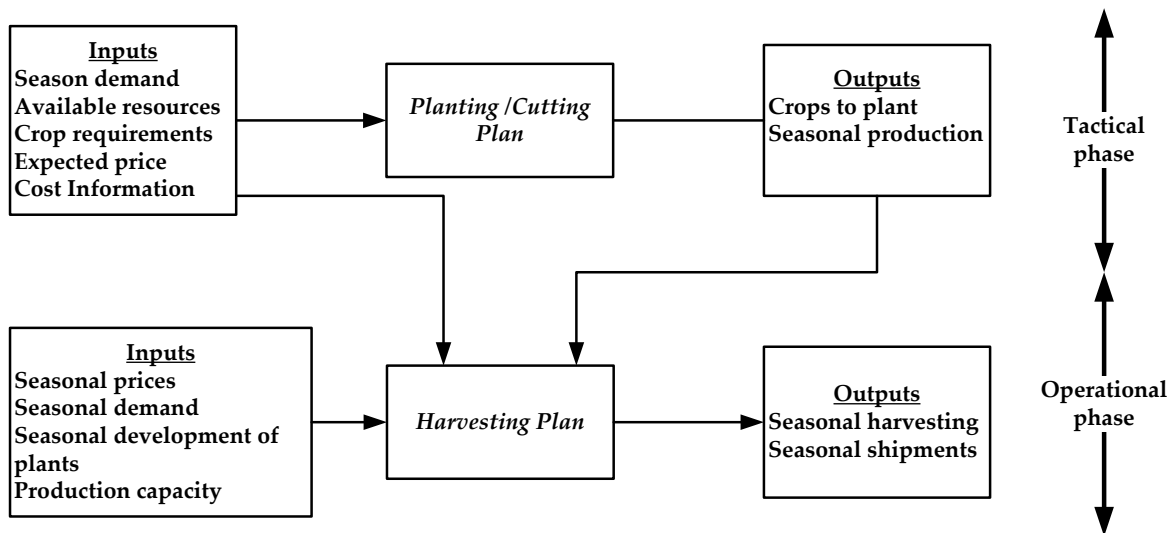 Inputs
Season demand
Available resources
Crop requirements
Expected price
Cost Information
Planting /Cutting
Plan
Outputs
Crops to plant
Seasonal production
Tactical
phase
Inputs
Seasonal prices
Seasonal demand
Seasonal development of
plants
Production capacity
Harvesting Plan
Outputs
Seasonal harvesting
Seasonal shipments
Operational
phase